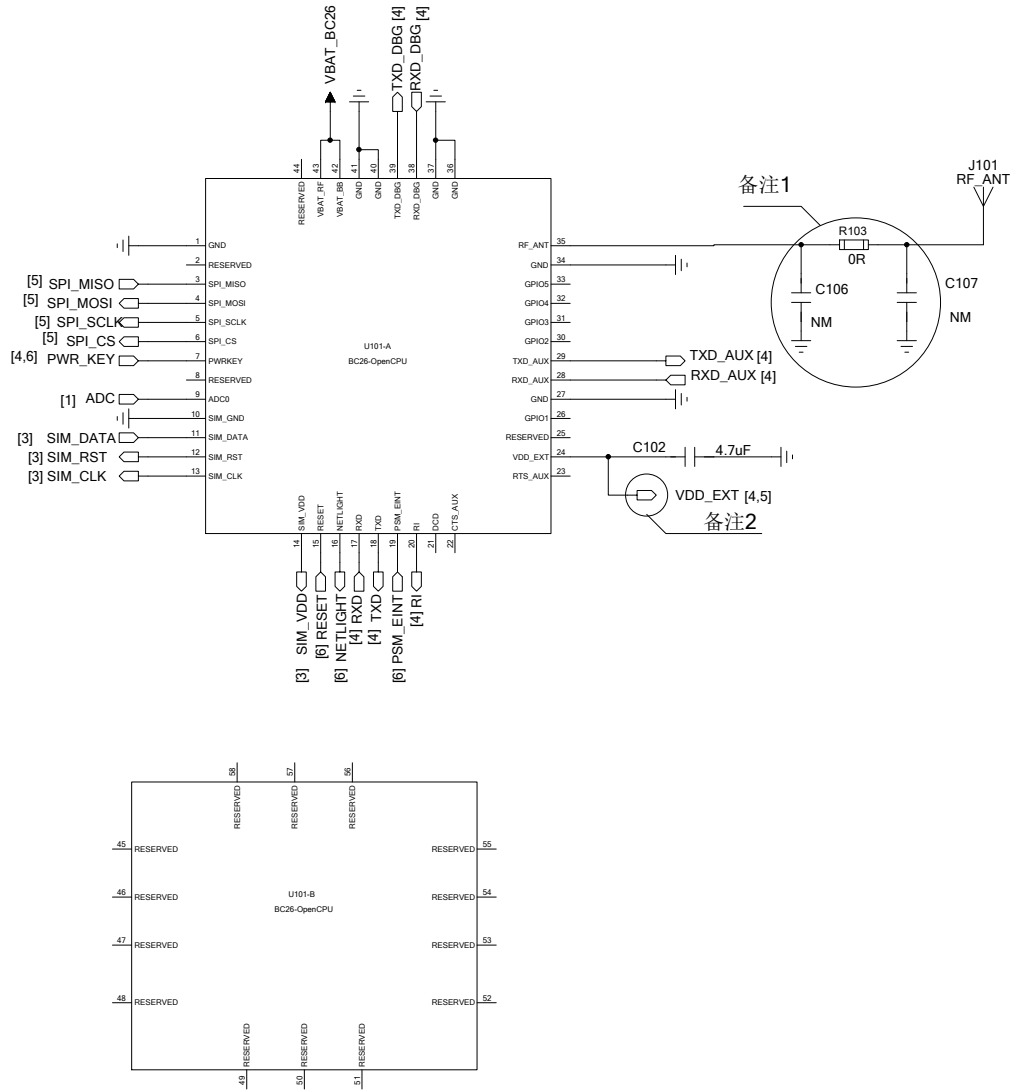 VBAT_BC26
TXD_DBG [4]
RXD_DBG [4]
44
43
42
41
40
39
38
37
36
RESERVED
VBAT_RF
VBAT_BB
GND
GND
TXD_DBG
RXD_DBG
GND
GND
J101
RF_ANT
备注1
R103
0R
C106
NM
C107
NM
1 GND
2 RESERVED
[5] SPI_MISO 3 SPI_MISO
[5] SPI_MOSI 4 SPI_MOSI
[5] SPI_SCLK 5 SPI_SCLK
[5] SPI_CS 6 SPI_CS
[4,6] PWR_KEY 7 PWRKEY
8 RESERVED
[1] ADC 9 ADC0
10 SIM_GND
[3] SIM_DATA 11 SIM_DATA
[3] SIM_RST 12 SIM_RST
[3] SIM_CLK 13 SIM_CLK
U101-A
BC26-OpenCPU
RF_ANT 35
GND 34
GPIO5 33
GPIO4 32
GPIO3 31
GPIO2 30
TXD_AUX 29 TXD_AUX [4]
RXD_AUX 28 RXD_AUX [4]
GND 27
GPIO1 26
RESERVED 25
VDD_EXT 24
RTS_AUX 23
C102
4.7uF
VDD_EXT [4,5]
备注2
SIM_VDD
RESET
NETLIGHT
RXD
TXD
PSM_EINT
RI
DCD
CTS_AUX
14
15
16
17
18
19
20
21
22
[3] SIM_VDD
[6] RESET
[6] NETLIGHT
[4] RXD
[4] TXD
[6] PSM_EINT
[4] RI
58
57
56
RESERVED
RESERVED
RESERVED
45 RESERVED
46 RESERVED
47 RESERVED
48 RESERVED
U101-B
BC26-OpenCPU
RESERVED 55
RESERVED 54
RESERVED 53
RESERVED 52
RESERVED
RESERVED
RESERVED
49
50
51